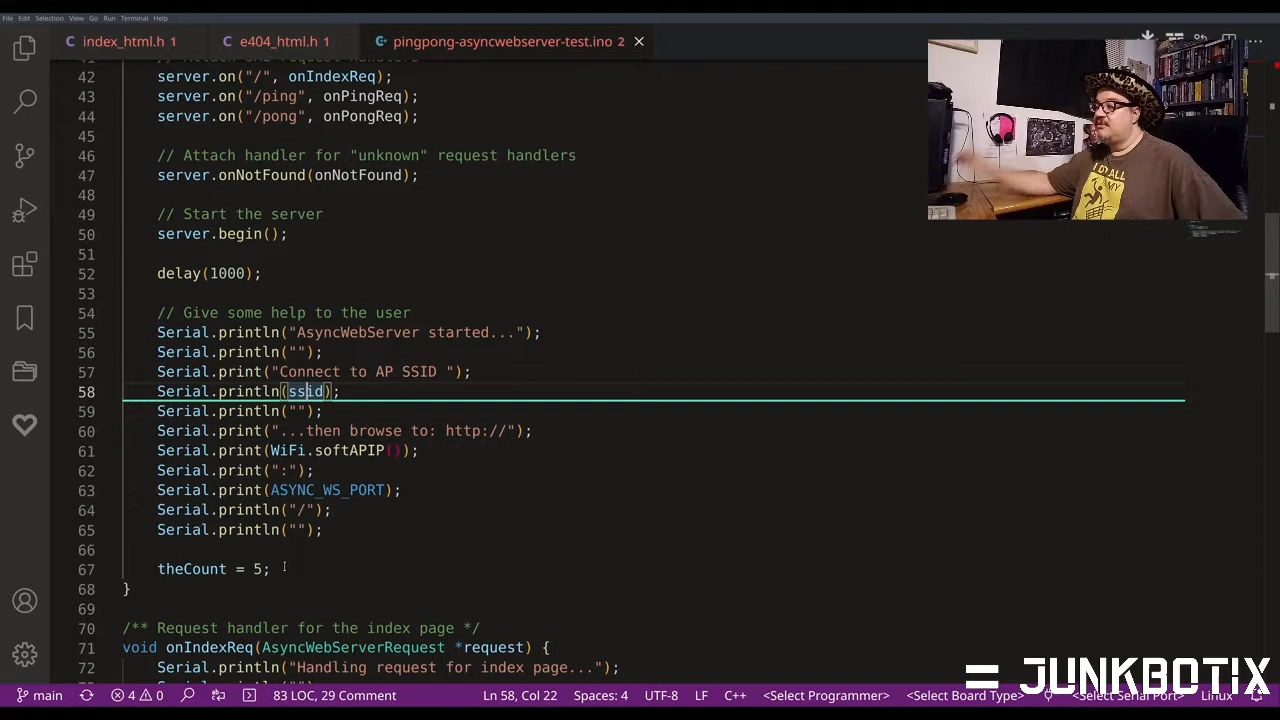 File Edit Selection View Go Run Terminal Help
index_html.h 1
e404_html.h 1
pingpong-asyncwebserver-test.ino 2
42 server.on("/", onIndexReq);
43 server.on("/ping", onPingReq);
44 server.on("/pong", onPongReq);
45
46 // Attach handler for "unknown" request handlers
47 server.onNotFound(onNotFound);
48
49 // Start the server
50 server.begin();
51
52 delay(1000);
53
54 // Give some help to the user
55 Serial.println("AsyncWebServer started...");
56 Serial.println("");
57 Serial.print("Connect to AP SSID ");
58 Serial.println(ssid);
59 Serial.println("");
60 Serial.print("...then browse to: http://");
61 Serial.print(WiFi.softAPIP());
62 Serial.print(":");
63 Serial.print(ASYNC_WS_PORT);
64 Serial.print("/");
65 Serial.println("");
66
67 theCount = 5;
68 }
69
70 /** Request handler for the index page */
71 void onIndexReq(AsyncWebServerRequest *request) {
72 Serial.println("Handling request for index page...");
I DO ALL
MY
JUNKBOTIX
main 4 0 83 LOC, 29 Comment Ln 58, Col 22 Spaces: 4 UTF-8 LF C++ <Select Programmer> <Select Board Type> <Select Serial Port> Linux